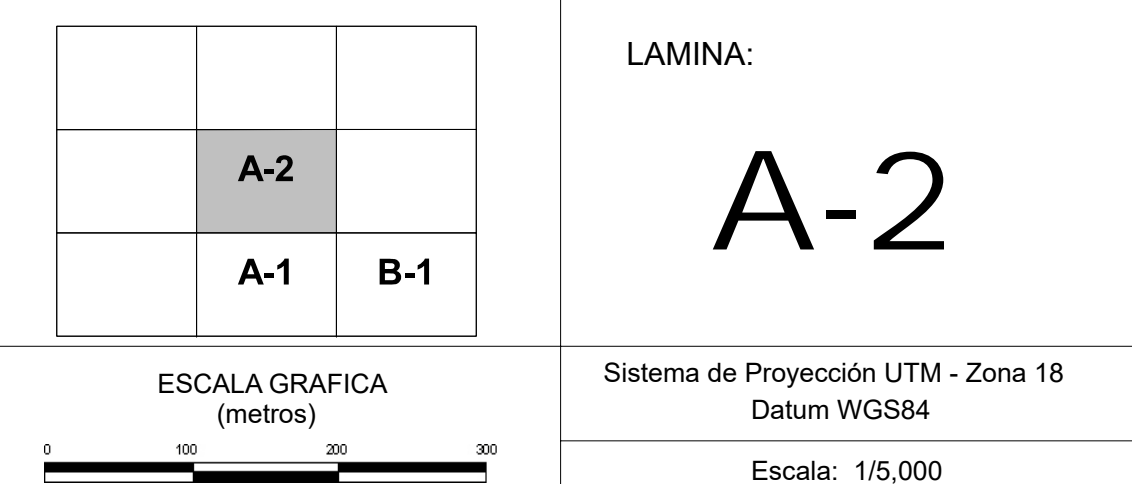 A-2
A-1 B-1
LAMINA:
A-2
ESCALA GRAFICA
(metros)
0 100 200 300
Sistema de Proyección UTM - Zona 18
Datum WGS84
Escala: 1/5,000